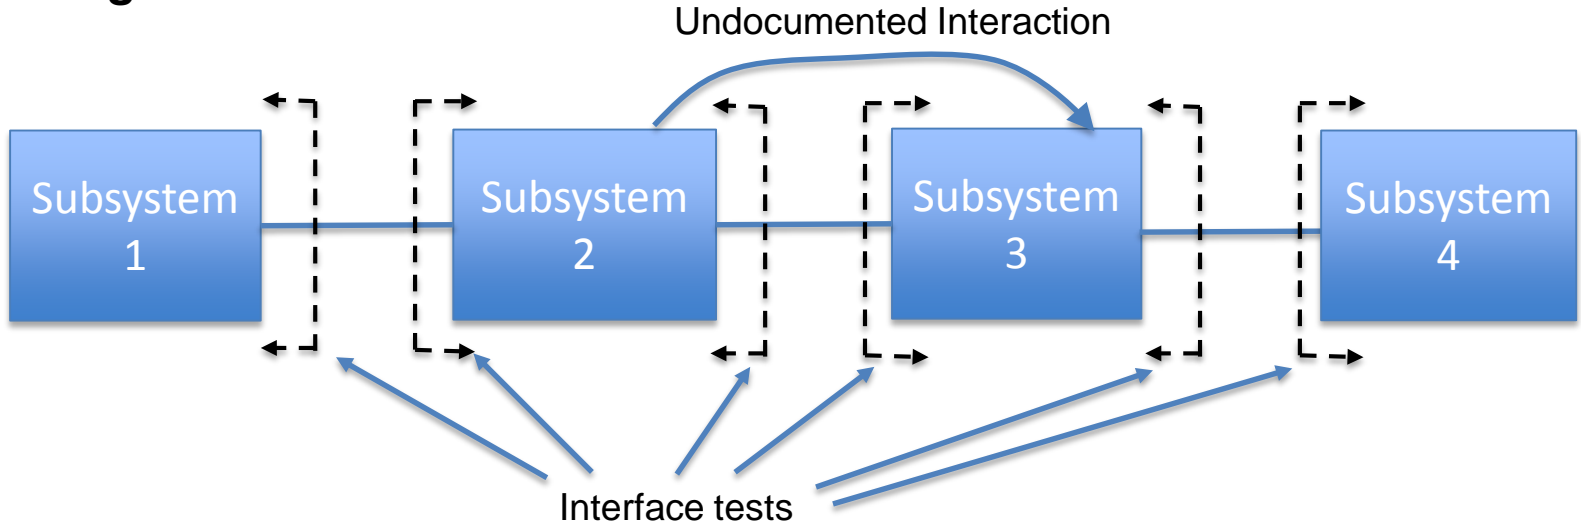 Undocumented Interaction
Subsystem
1
Subsystem
2
Subsystem
3
Subsystem
4
Interface tests